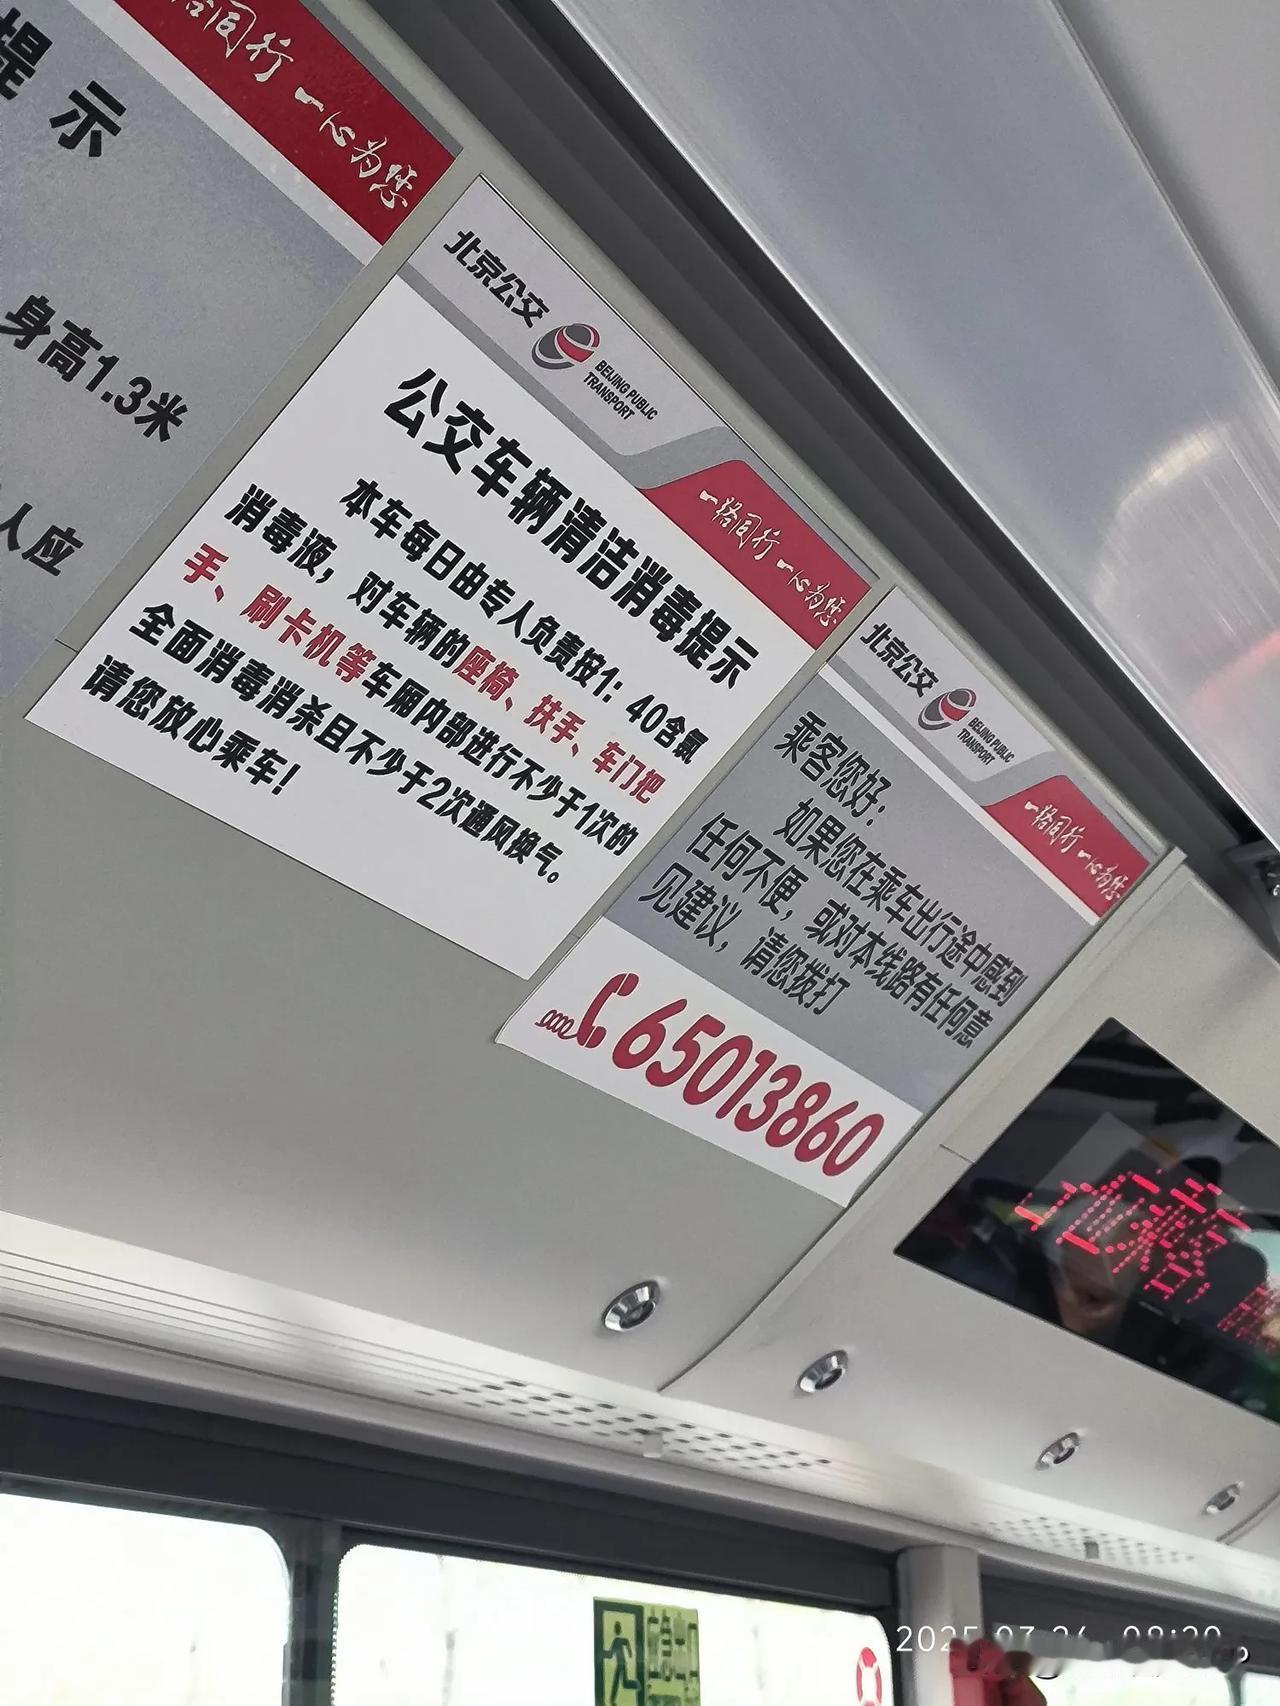 提示
一路同行 一心为您
身高1.3米
人应
北京公交
BEIJING PUBLIC
TRANSPORT
一路同行 一心为您
公交车辆清洁消毒提示
本车每日由专人负责按1：40含氯
消毒液，对车辆的座椅、扶手、车门把
手、刷卡机等车厢内部进行不少于1次的
全面消毒消杀且不少于2次通风换气。
请您放心乘车！
北京公交
BEIJING PUBLIC
TRANSPORT
一路同行 一心为您
乘客您好：
如果您在乘车出行途中感到
任何不便，或对本线路有任何意
见建议，请您拨打
65013860
应急出口